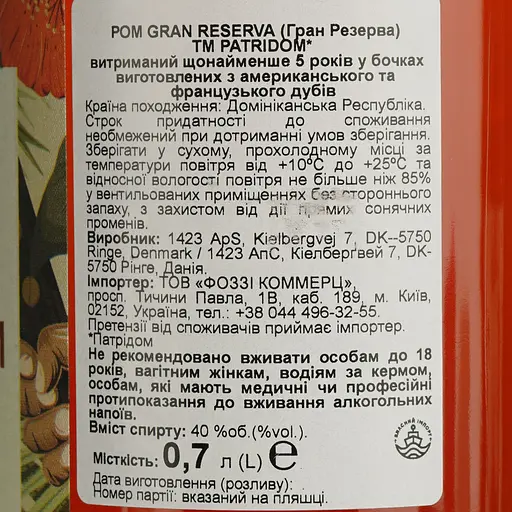 РОМ GRAN RESERVA (Гран Резерва)
ТМ PATRIDOM*
витриманий щонайменше 5 років у бочках
виготовлених з американського та
французького дубів
Країна походження: Домініканська Республіка.
Строк придатності до споживання
необмежений при дотриманні умов зберігання.
Зберігати у сухому, прохолодному місці за
температури повітря від +10°С до +25°С та
відносної вологості повітря не більше ніж 85%
у вентильованих приміщеннях без стороннього
запаху, з захистом від дії прямих сонячних
променів.
Виробник: 1423 ApS, Kielbergvej 7, DK--5750
Ringe, Denmark / 1423 АпС, Кіелбергвей 7, DK-
5750 Рінге, Данія.
Імпортер: ТОВ «ФОЗЗІ КОММЕРЦ»,
просп. Тичини Павла, 1В, каб. 189, м. Київ,
02152, Україна, тел.: +38 044 496-32-55.
Претензії від споживачів приймає імпортер.
*Патрідом
Не рекомендовано вживати особам до 18
років, вагітним жінкам, водіям за кермом,
особам, які мають медичні чи професійні
протипоказання до вживання алкогольних
напоїв.
Вміст спирту: 40 %об.(%vol.).
Місткість: 0,7 л (L) e
Дата виготовлення (розливу):
Номер партії: вказаний на пляшці.
ВЛАСНИЙ ІМПОРТ